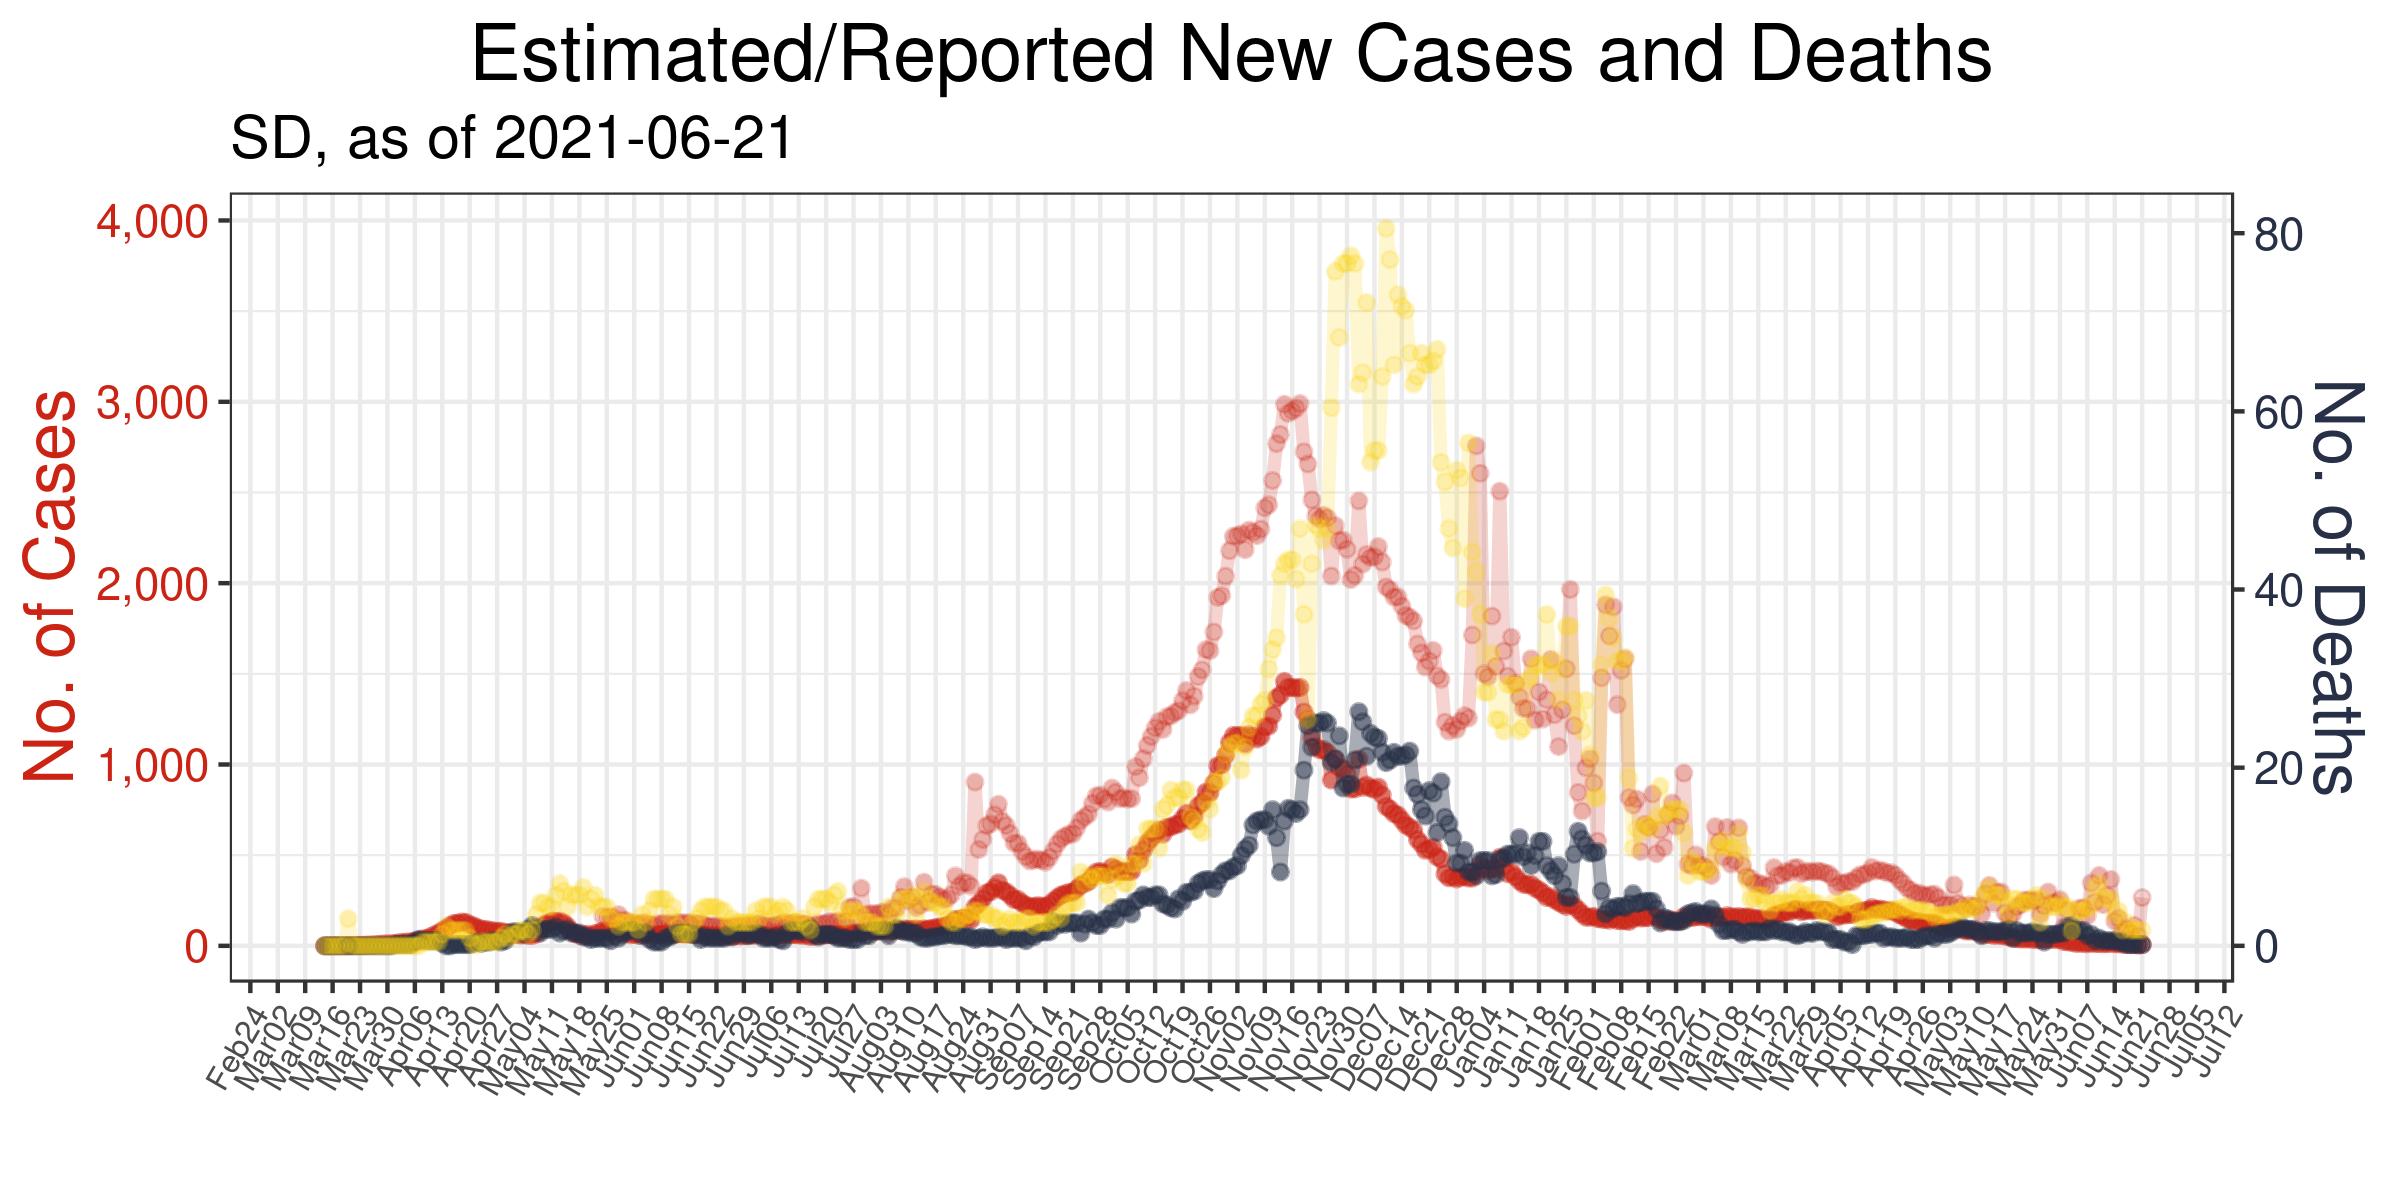 Estimated/Reported New Cases and Deaths
SD, as of 2021-06-21
No. of Cases
4,000
3,000
2,000
1,000
0
80
60
40
20
0
No. of Deaths
Feb24
Mar02
Mar09
Mar16
Mar23
Mar30
Apr06
Apr13
Apr20
Apr27
May04
May11
May18
May25
Jun01
Jun08
Jun15
Jun22
Jun29
Jul06
Jul13
Jul20
Jul27
Aug03
Aug10
Aug17
Aug24
Aug31
Sep07
Sep14
Sep21
Sep28
Oct05
Oct12
Oct19
Oct26
Nov02
Nov09
Nov16
Nov23
Nov30
Dec07
Dec14
Dec21
Dec28
Jan04
Jan11
Jan18
Jan25
Feb01
Feb08
Feb15
Feb22
Mar01
Mar08
Mar15
Mar22
Mar29
Apr05
Apr12
Apr19
Apr26
May03
May10
May17
May24
May31
Jun07
Jun14
Jun21
Jun28
Jul05
Jul12